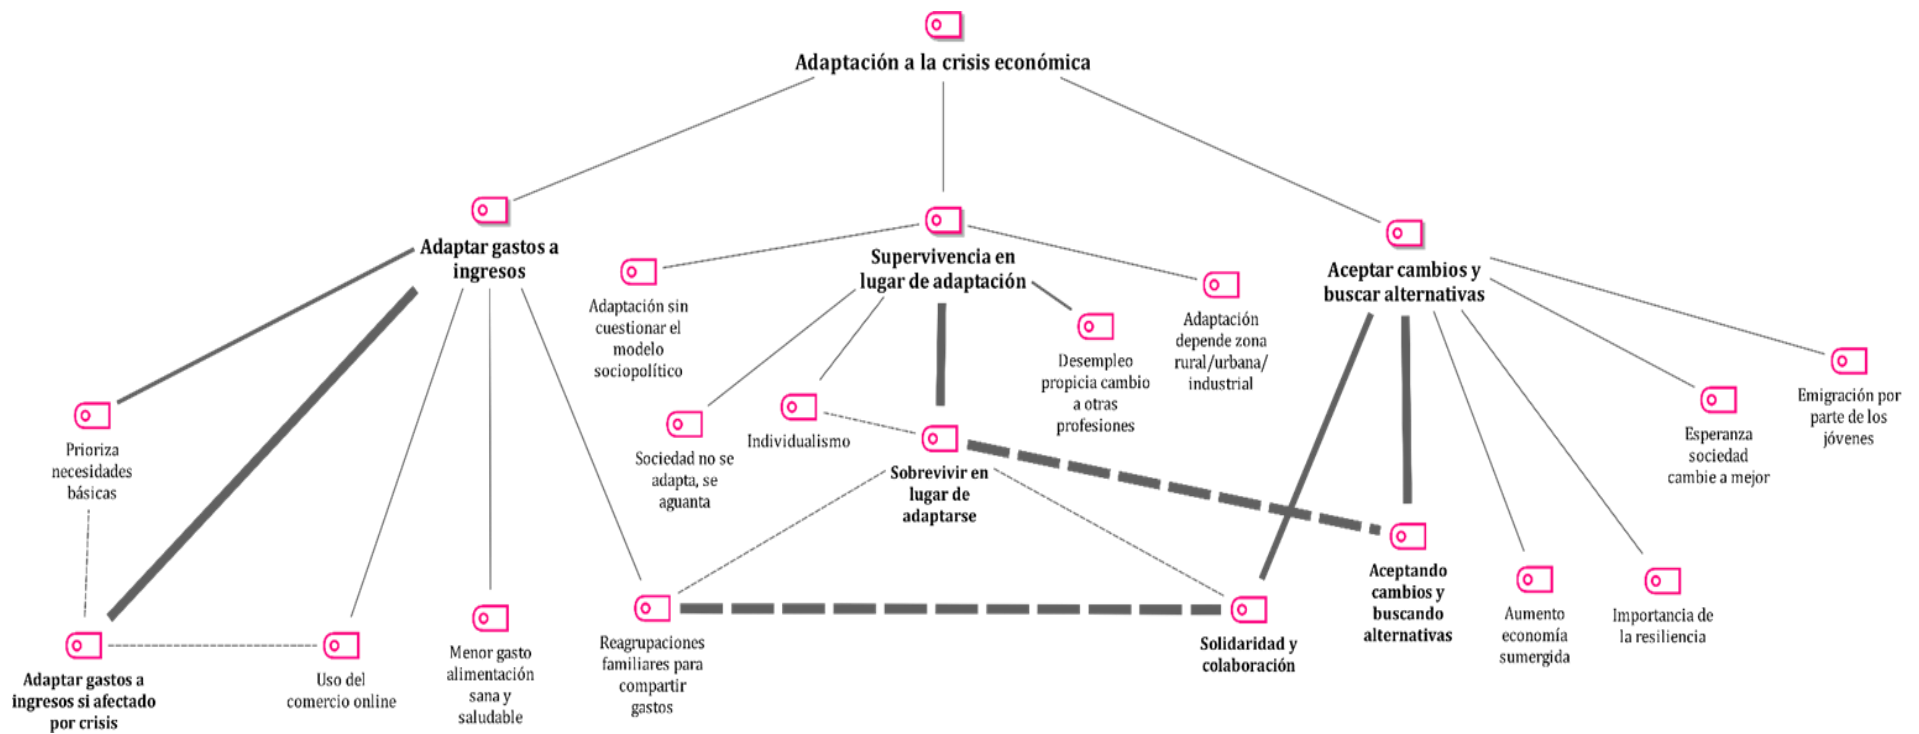 Adaptación a la crisis económica
Adaptar gastos a
ingresos
Supervivencia en
lugar de adaptación
Aceptar cambios y
buscar alternativas
Adaptación sin
cuestionar el
modelo
sociopolítico
Adaptación
depende zona
rural/urbana/
industrial
Desempleo
propicia cambio
a otras
profesiones
Emigración por
parte de los
jóvenes
Esperanza
sociedad
cambie a mejor
Prioriza
necesidades
básicas
Sociedad no se
adapta, se
aguanta
Individualismo
Sobrevivir en
lugar de
adaptarse
Aceptando
cambios y
buscando
alternativas
Aumento
economía
sumergida
Importancia de
la resiliencia
Adaptar gastos a
ingresos si afectado
por crisis
Uso del
comercio online
Menor gasto
alimentación
sana y
saludable
Reagrupaciones
familiares para
compartir
gastos
Solidaridad y
colaboración